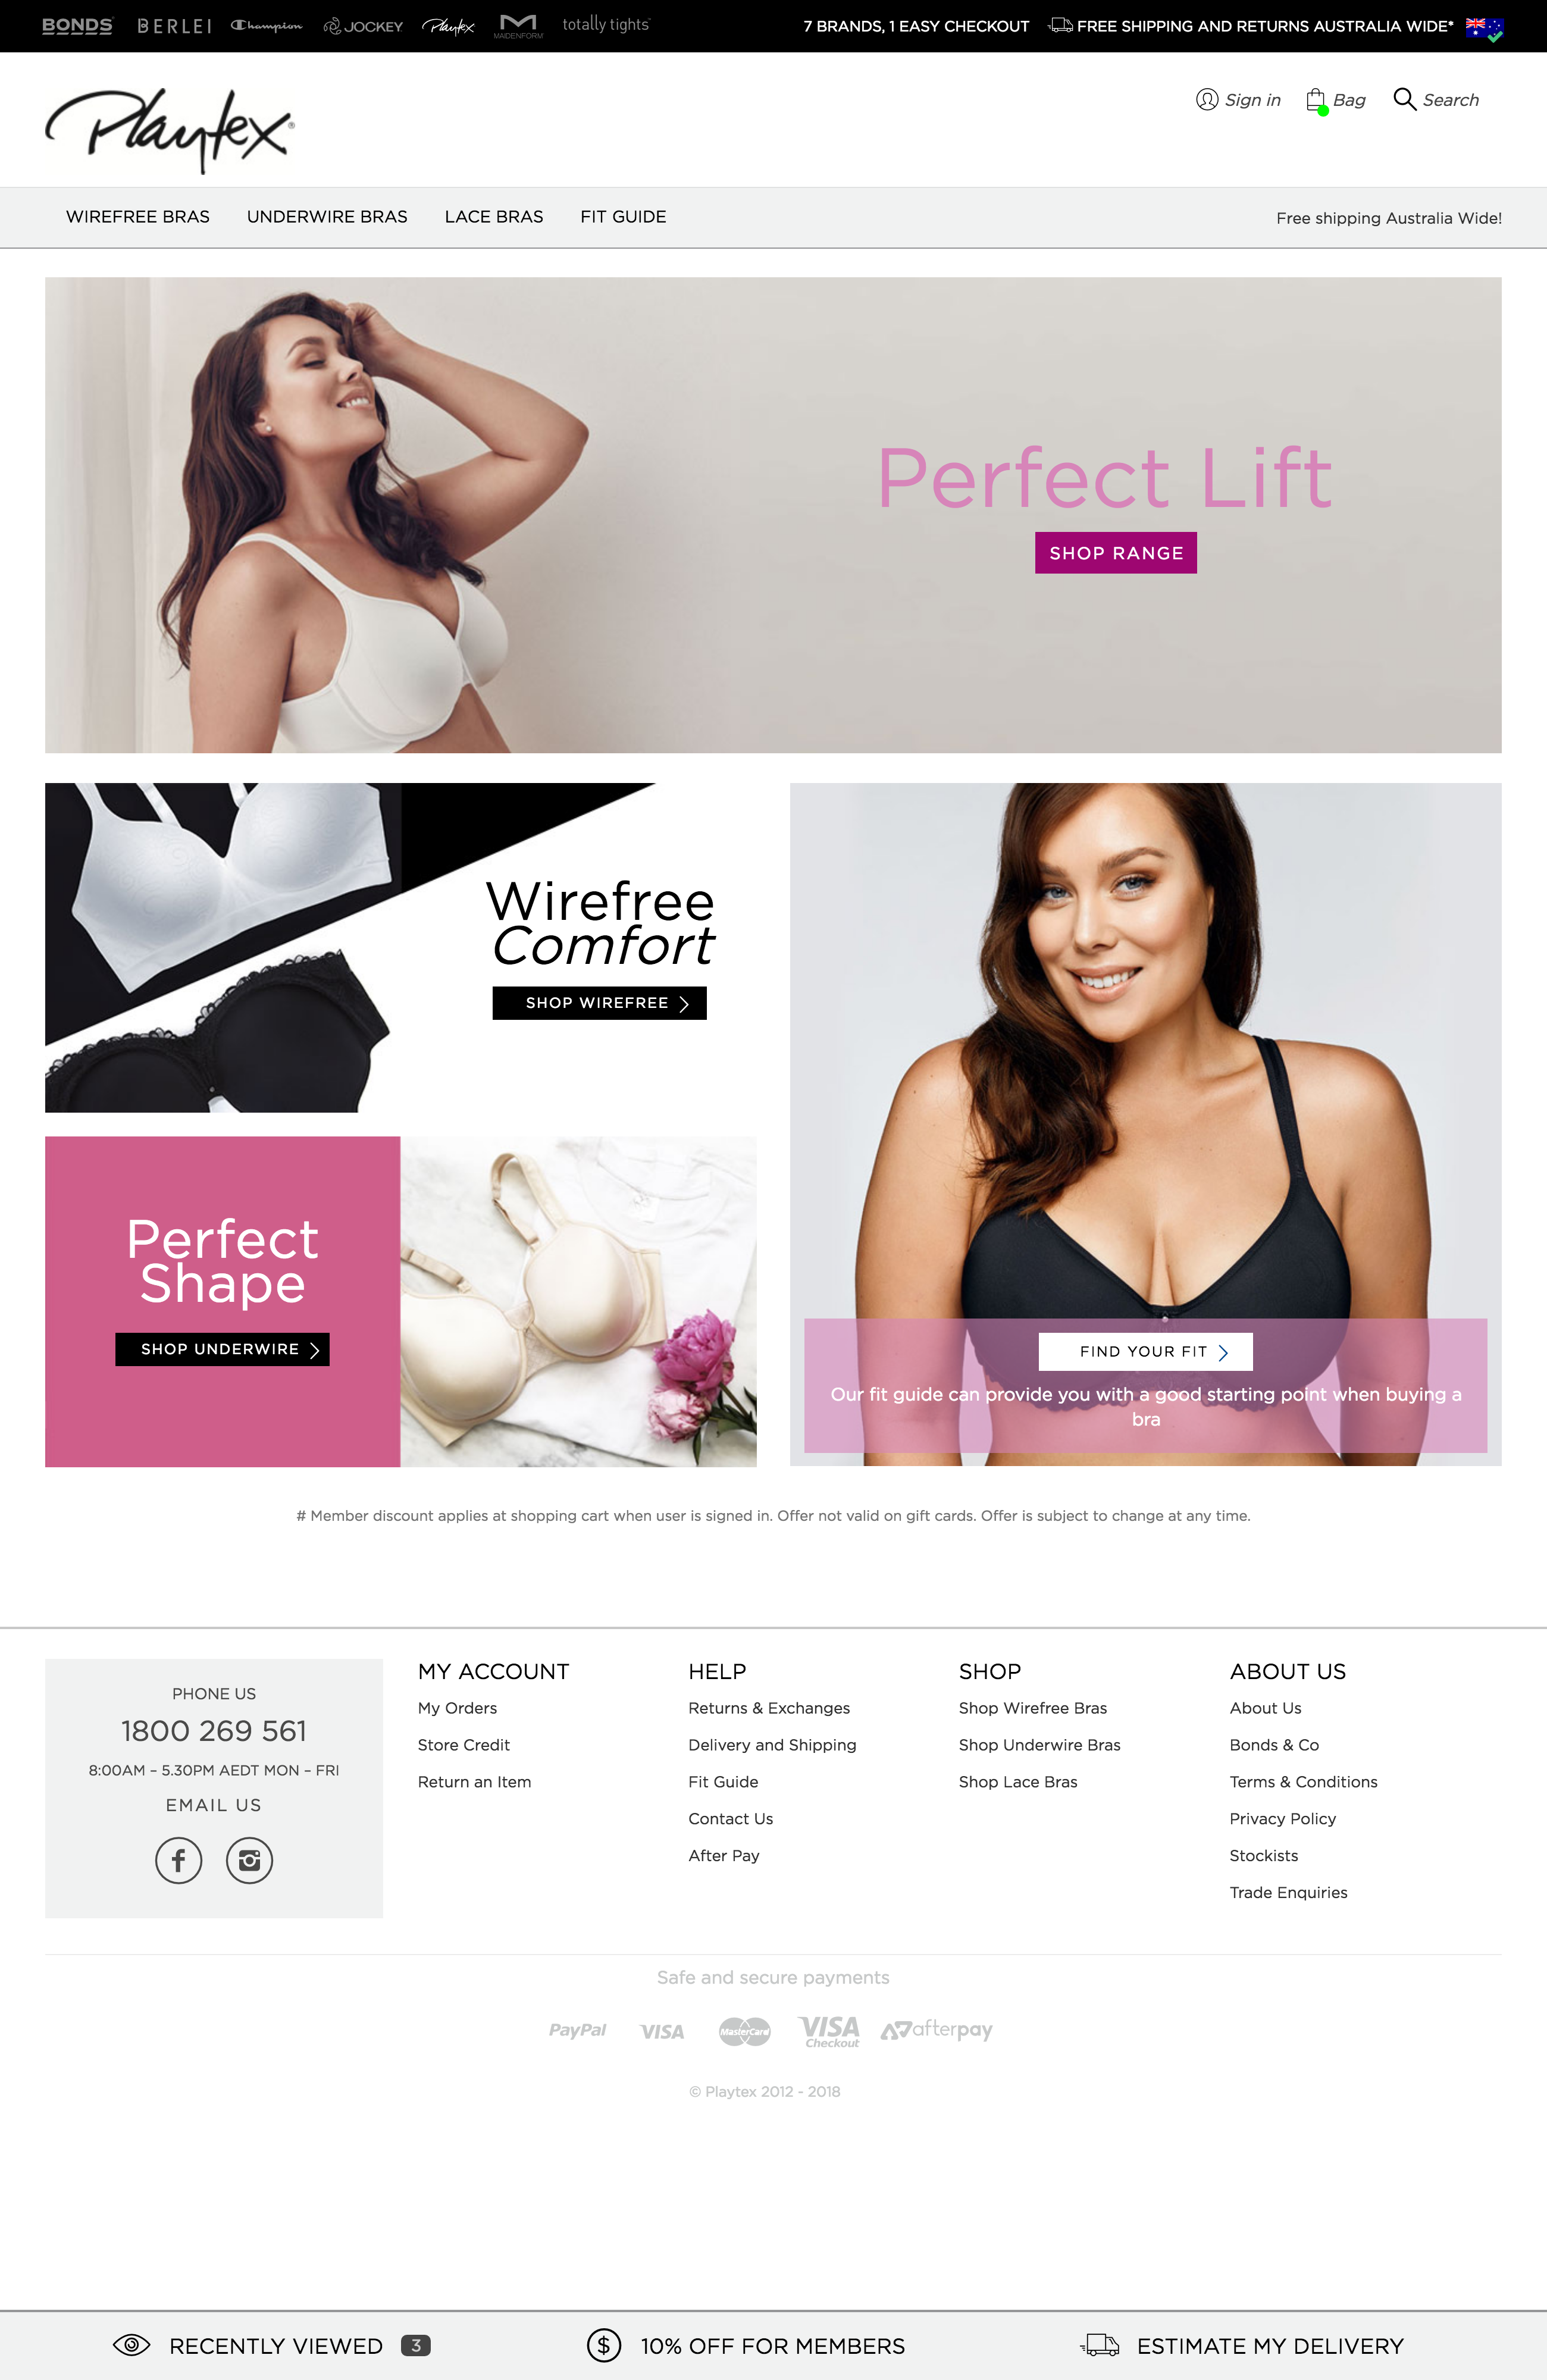 BONDS
BERLEI
Champion
JOCKEY
Playtex
MAIDENFORM
totally tights
7 BRANDS, 1 EASY CHECKOUT
FREE SHIPPING AND RETURNS AUSTRALIA WIDE*
Playtex®
Sign in
Bag
Search
WIREFREE BRAS
UNDERWIRE BRAS
LACE BRAS
FIT GUIDE
Free shipping Australia Wide!
Perfect Lift
SHOP RANGE
Wirefree
Comfort
SHOP WIREFREE
Perfect
Shape
SHOP UNDERWIRE
FIND YOUR FIT
Our fit guide can provide you with a good starting point when buying a
bra
# Member discount applies at shopping cart when user is signed in. Offer not valid on gift cards. Offer is subject to change at any time.
PHONE US
1800 269 561
8:00AM – 5.30PM AEDT MON – FRI
EMAIL US
MY ACCOUNT
My Orders
Store Credit
Return an Item
HELP
Returns & Exchanges
Delivery and Shipping
Fit Guide
Contact Us
After Pay
SHOP
Shop Wirefree Bras
Shop Underwire Bras
Shop Lace Bras
ABOUT US
About Us
Bonds & Co
Terms & Conditions
Privacy Policy
Stockists
Trade Enquiries
Safe and secure payments
PayPal
VISA
MasterCard
VISA
Checkout
afterpay
© Playtex 2012 - 2018
RECENTLY VIEWED 3
$ 10% OFF FOR MEMBERS
ESTIMATE MY DELIVERY